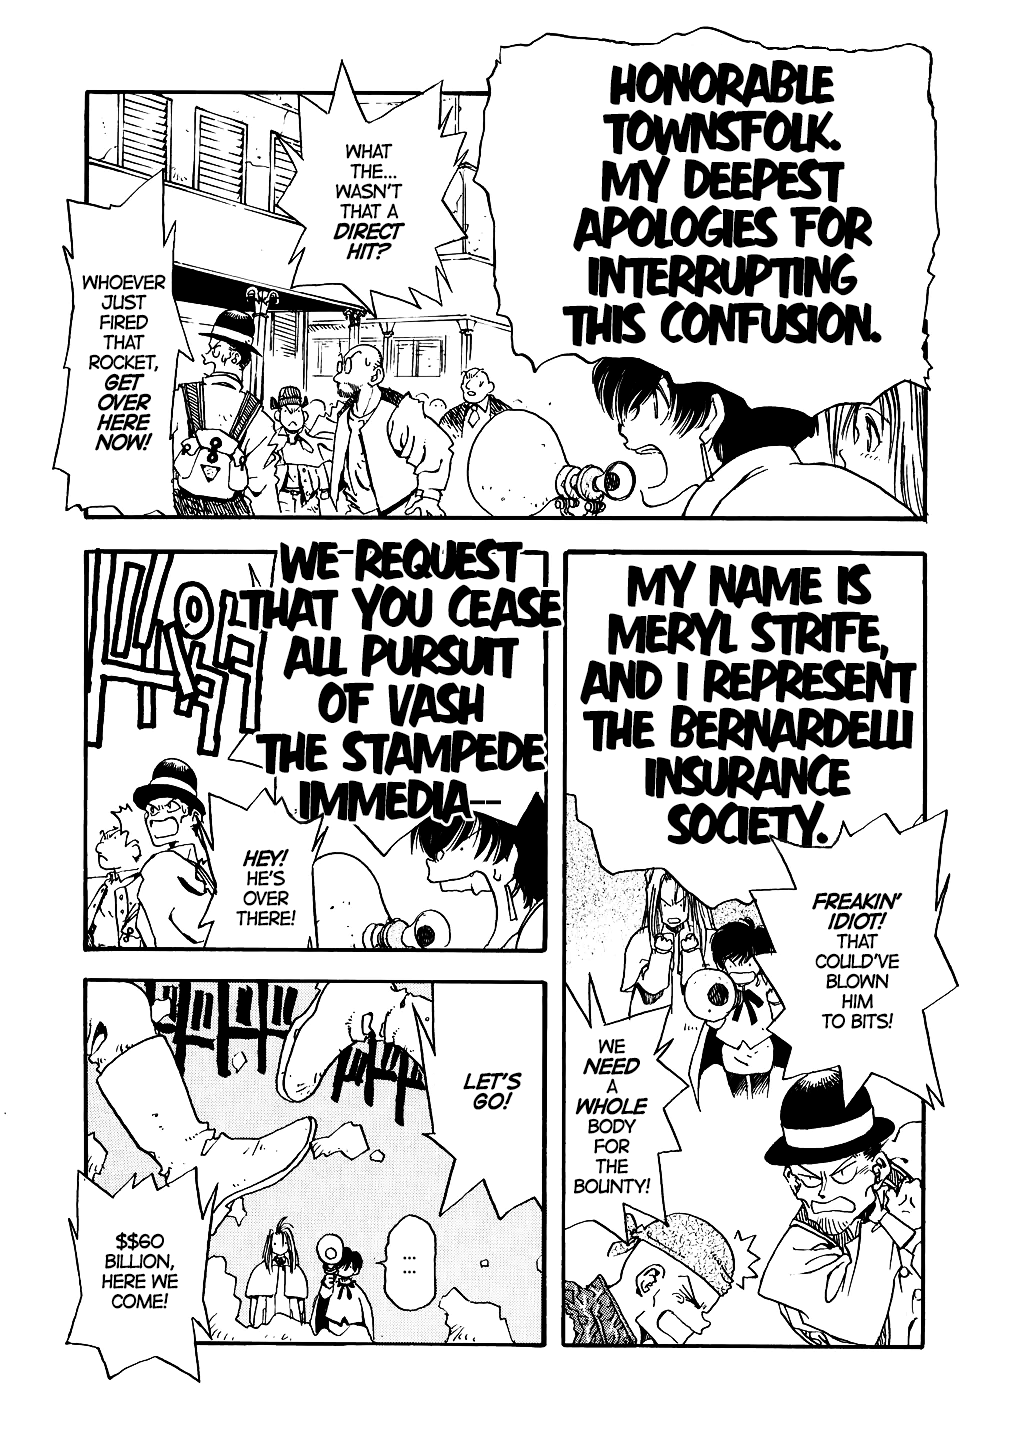 HONORABLE
TOWNSFOLK.
MY DEEPEST
APOLOGIES FOR
INTERRUPTING
THIS CONFUSION.
WHAT
THE...
WASN'T
THAT A
DIRECT
HIT?
WHOEVER
JUST
FIRED
THAT
ROCKET,
GET
OVER
HERE
NOW!
MY NAME IS
MERYL STRIFE,
AND I REPRESENT
THE BERNARDELLI
INSURANCE
SOCIETY.
FREAKIN'
IDIOT!
THAT
COULD'VE
BLOWN
HIM
TO BITS!
WE
NEED
A
WHOLE
BODY
FOR
THE
BOUNTY!
WE REQUEST
THAT YOU CEASE
ALL PURSUIT
OF VASH
THE STAMPEDE
IMMEDIA--
HEY!
HE'S
OVER
THERE!
LET'S
GO!
...
...
$$60
BILLION,
HERE WE
COME!